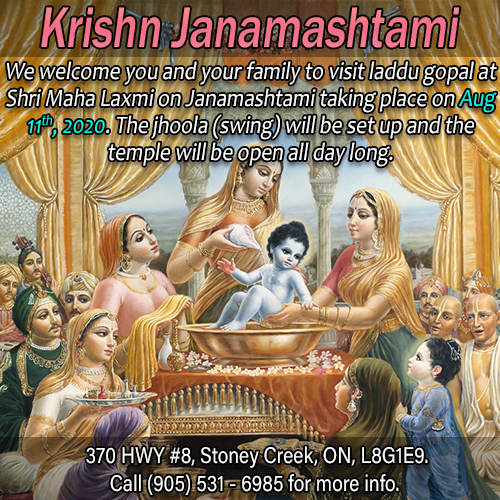 Krishn Janamashtami
We welcome you and your family to visit laddu gopal at
Shri Maha Laxmi on Janamashtami taking place on Aug
11th, 2020. The jhoola (swing) will be set up and the
temple will be open all day long.
370 HWY #8, Stoney Creek, ON, L8G1E9.
Call (905) 531 - 6985 for more info.